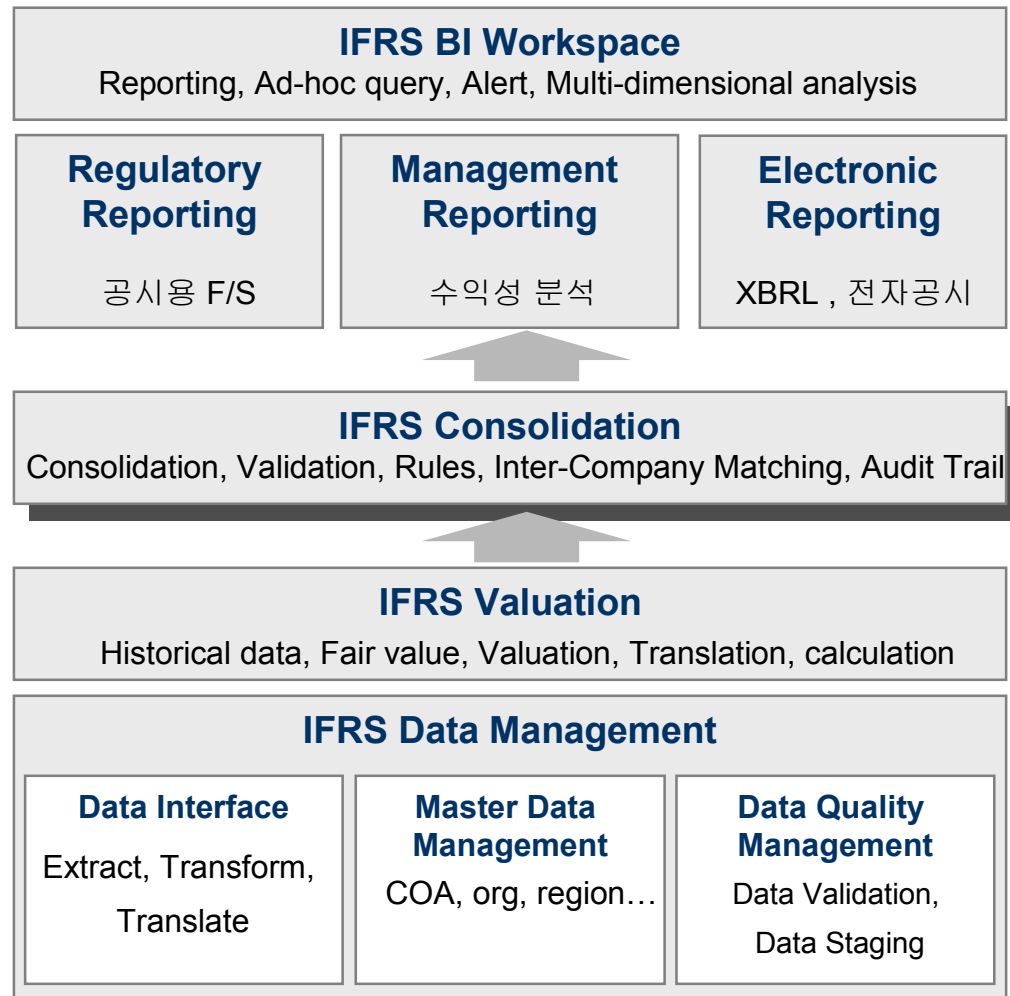 IFRS BI Workspace
Reporting, Ad-hoc query, Alert, Multi-dimensional analysis
Regulatory
Reporting
공시용 F/S
Management
Reporting
수익성 분석
Electronic
Reporting
XBRL , 전자공시
IFRS Consolidation
Consolidation, Validation, Rules, Inter-Company Matching, Audit Trail
IFRS Valuation
Historical data, Fair value, Valuation, Translation, calculation
IFRS Data Management
Data Interface
Extract, Transform,
Translate
Master Data
Management
COA, org, region…
Data Quality
Management
Data Validation,
Data Staging